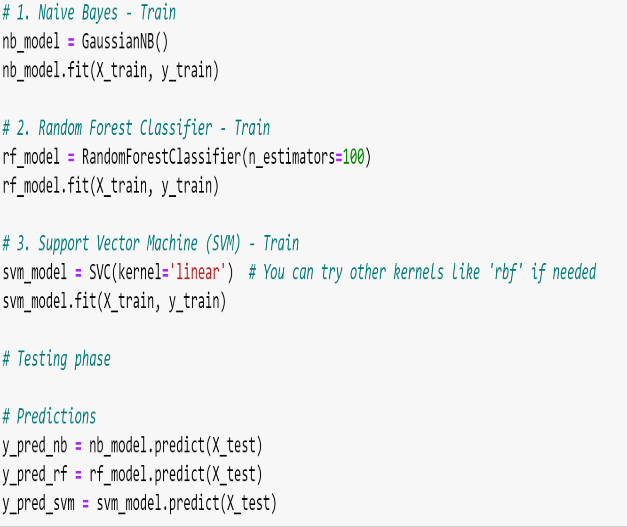 # 1. Naive Bayes - Train
nb_model = GaussianNB()
nb_model.fit(X_train, y_train)
# 2. Random Forest Classifier - Train
rf_model = RandomForestClassifier(n_estimators=100)
rf_model.fit(X_train, y_train)
# 3. Support Vector Machine (SVM) - Train
svm_model = SVC(kernel='linear')  # You can try other kernels like 'rbf' if needed
svm_model.fit(X_train, y_train)
# Testing phase
# Predictions
y_pred_nb = nb_model.predict(X_test)
y_pred_rf = rf_model.predict(X_test)
y_pred_svm = svm_model.predict(X_test)